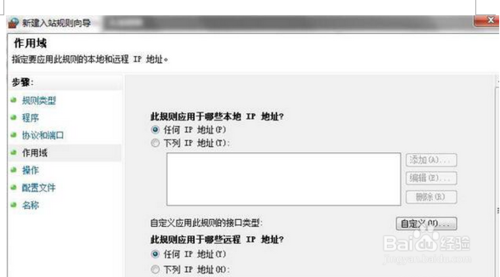 新建入站规则向导
作用域
指定要应用此规则的本地和远程 IP 地址。
步骤:
规则类型
程序
协议和端口
作用域
操作
配置文件
名称
此规则应用于哪些本地 IP 地址?
任何 IP 地址(P)
下列 IP 地址(T):
添加(A)...
编辑(E)...
删除(R)
自定义应用此规则的接口类型:
自定义(U)...
此规则应用于哪些远程 IP 地址?
任何 IP 地址(Y)
下列 IP 地址(H):
Baidu 经验